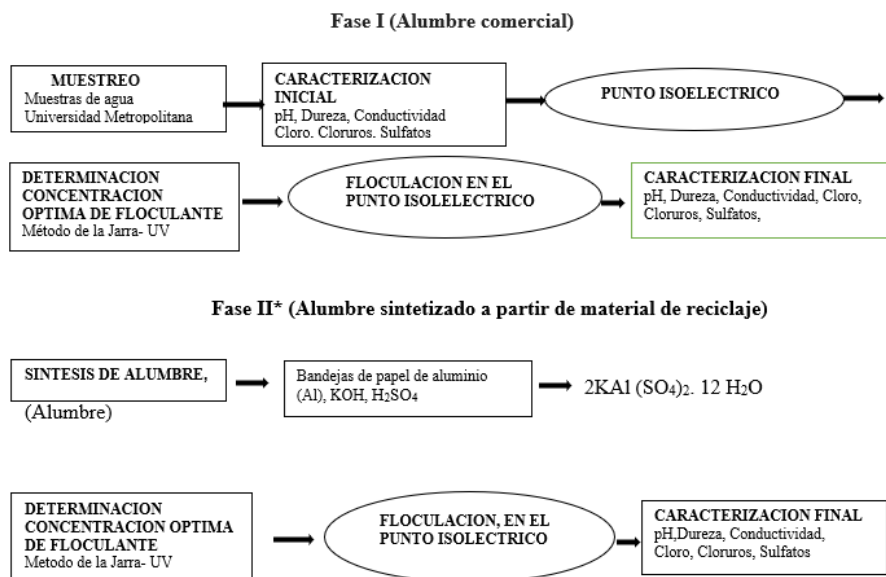 Fase I (Alumbre comercial)
MUESTREO
Muestras de agua
Universidad Metropolitana
CARACTERIZACION
INICIAL
pH, Dureza, Conductividad
Cloro. Cloruros. Sulfatos
PUNTO ISOELECTRICO
DETERMINACION
CONCENTRACION
OPTIMA DE FLOCULANTE
Método de la Jarra- UV
FLOCULACION EN EL
PUNTO ISOLELECTRICO
CARACTERIZACION FINAL
pH, Dureza, Conductividad, Cloro,
Cloruros, Sulfatos,
Fase II* (Alumbre sintetizado a partir de material de reciclaje)
SINTESIS DE ALUMBRE,
(Alumbre)
Bandejas de papel de aluminio
(Al), KOH, H₂SO₄
2KAl (SO₄)₂. 12 H₂O
DETERMINACION
CONCENTRACION OPTIMA
DE FLOCULANTE
Metodo de la Jarra- UV
FLOCULACION, EN EL
PUNTO ISOLECTRICO
CARACTERIZACION FINAL
pH,Dureza, Conductividad,
Cloro, Cloruros, Sulfatos